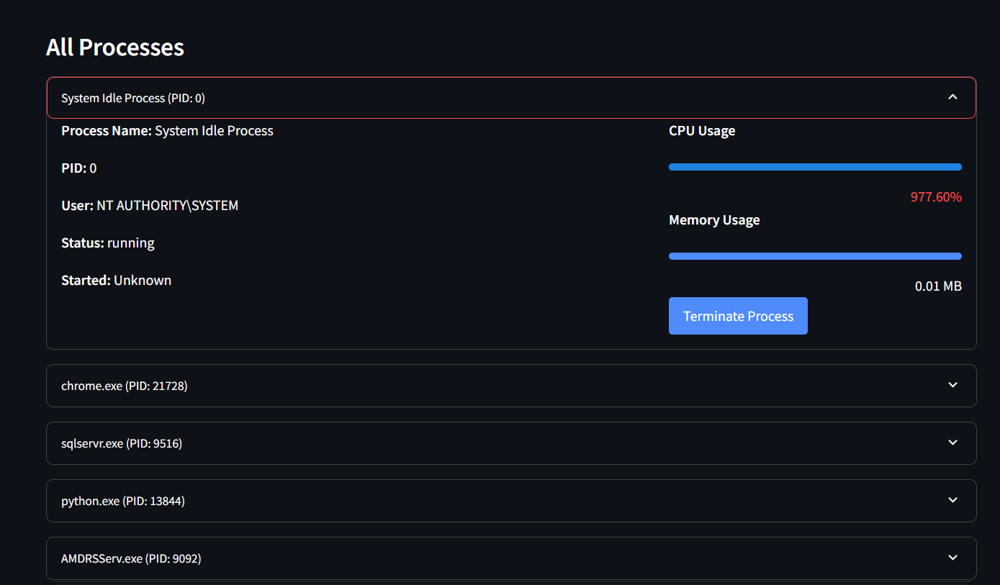 All Processes
System Idle Process (PID: 0)
Process Name: System Idle Process
PID: 0
User: NT AUTHORITY\SYSTEM
Status: running
Started: Unknown
CPU Usage
977.60%
Memory Usage
0.01 MB
Terminate Process
chrome.exe (PID: 21728)
sqlservr.exe (PID: 9516)
python.exe (PID: 13844)
AMDRSServ.exe (PID: 9092)